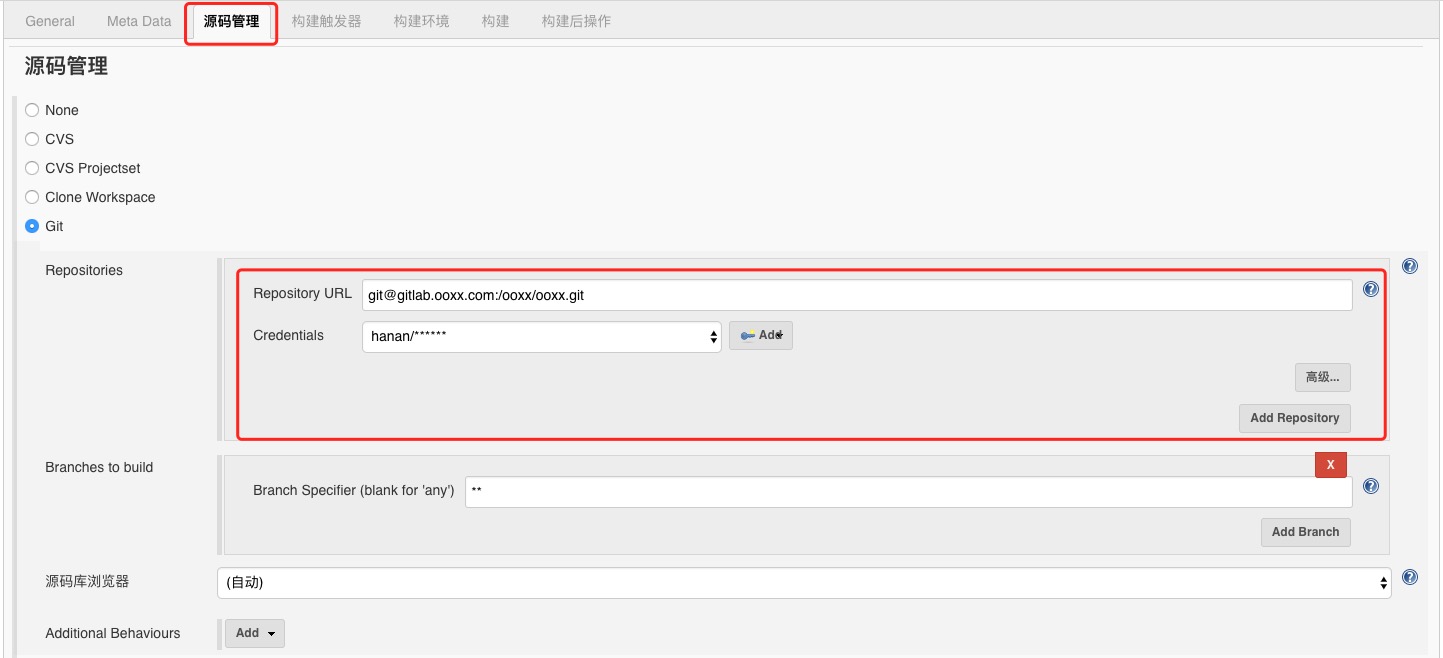 General Meta Data 源码管理 构建触发器 构建环境 构建 构建后操作
源码管理
None
CVS
CVS Projectset
Clone Workspace
Git
Repositories
Repository URL git@gitlab.ooxx.com:/ooxx/ooxx.git
Credentials hanan/****** Add
高级...
Add Repository
Branches to build
X
Branch Specifier (blank for 'any') **
Add Branch
源码库浏览器 (自动)
Additional Behaviours Add